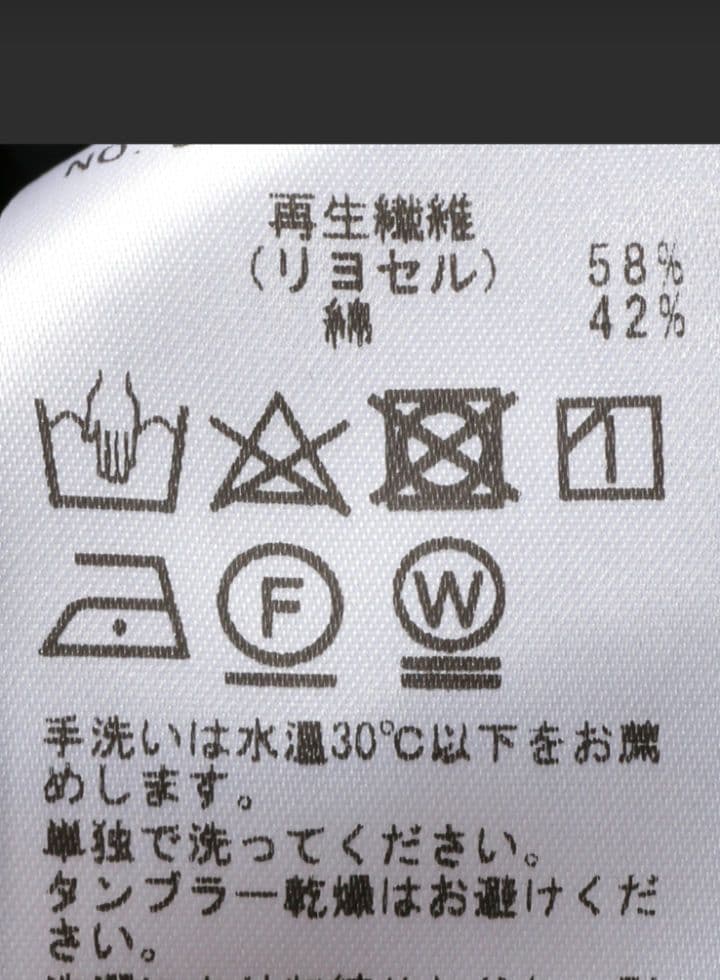 NO.
再生繊維
(リヨセル) 58%
綿 42%
F W
手洗いは水温30℃以下をお薦
めします。
単独で洗ってください。
タンブラー乾燥はお避けくだ
さい。